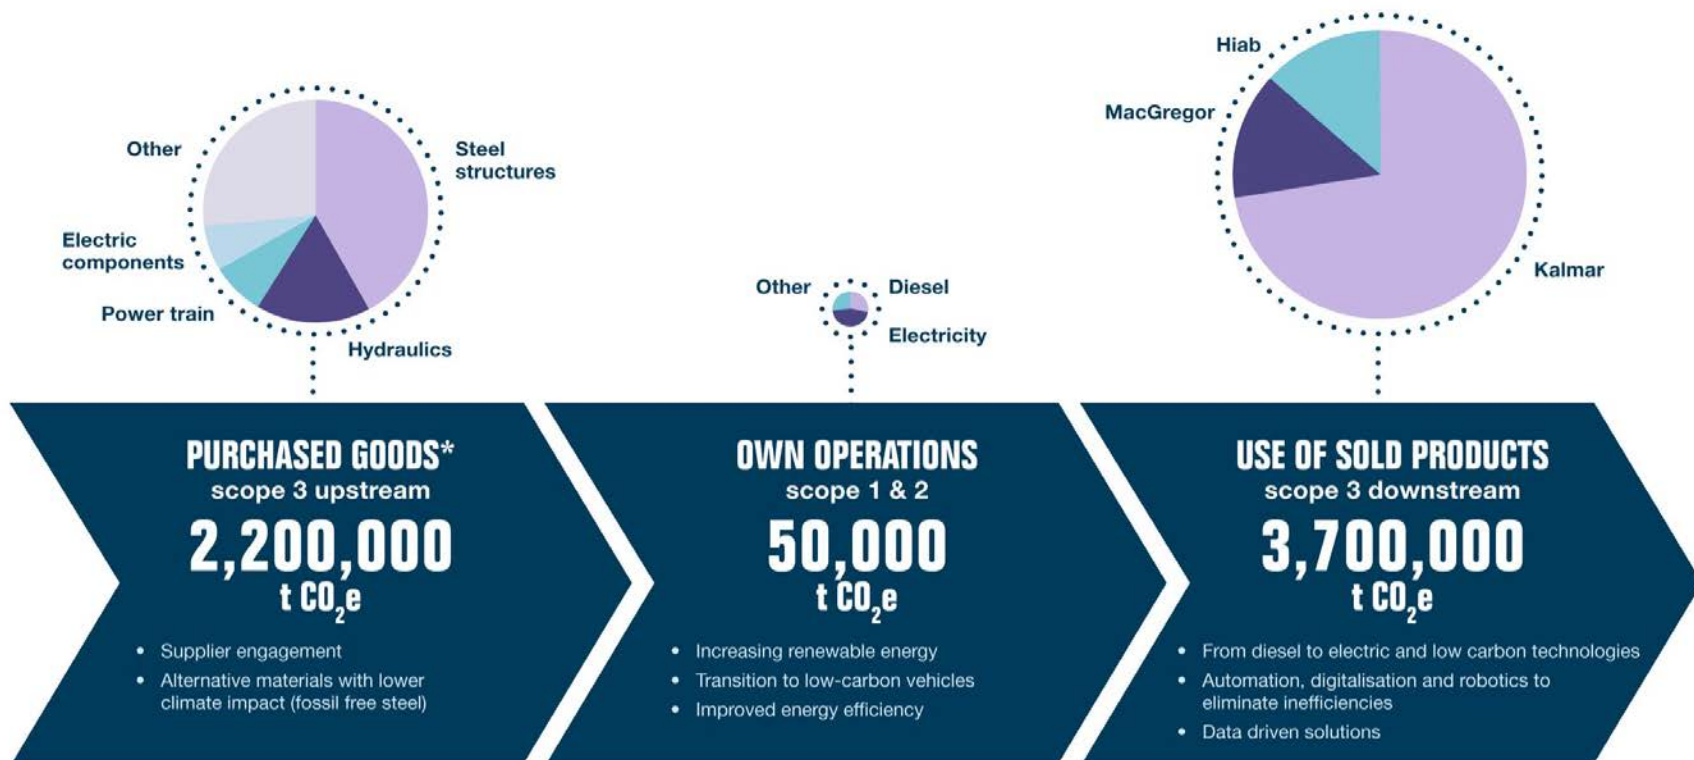 Other
Steel
structures
Electric
components
Power train
Hydraulics
Other
Diesel
Electricity
Hiab
MacGregor
Kalmar
PURCHASED GOODS*
scope 3 upstream
2,200,000
t CO₂e
• Supplier engagement
• Alternative materials with lower
climate impact (fossil free steel)
OWN OPERATIONS
scope 1 & 2
50,000
t CO₂e
• Increasing renewable energy
• Transition to low-carbon vehicles
• Improved energy efficiency
USE OF SOLD PRODUCTS
scope 3 downstream
3,700,000
t CO₂e
• From diesel to electric and low carbon technologies
• Automation, digitalisation and robotics to
eliminate inefficiencies
• Data driven solutions